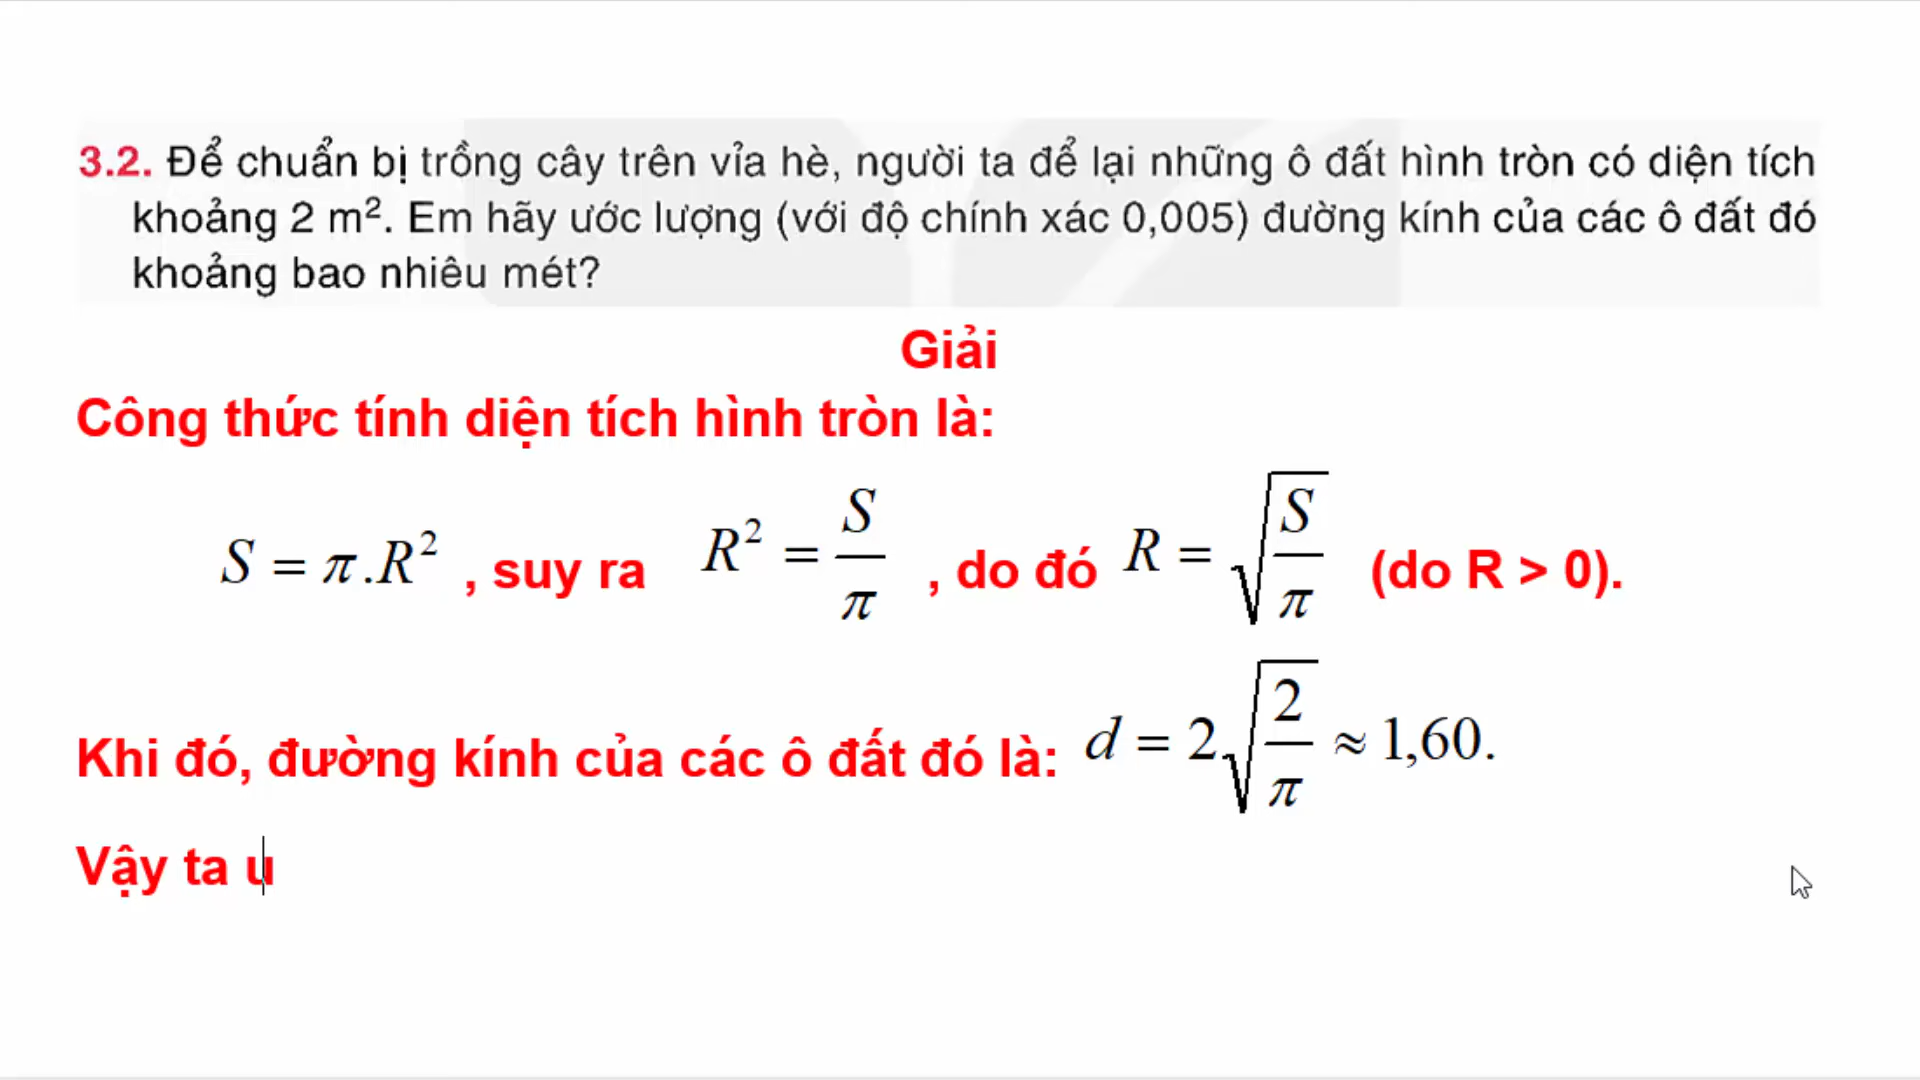 3.2. Để chuẩn bị trồng cây trên vỉa hè, người ta để lại những ô đất hình tròn có diện tích
khoảng 2 m². Em hãy ước lượng (với độ chính xác 0,005) đường kính của các ô đất đó
khoảng bao nhiêu mét?
Giải
Công thức tính diện tích hình tròn là:
S = π.R² , suy ra R² = S/π , do đó R = √(S/π) (do R > 0).
Khi đó, đường kính của các ô đất đó là: d = 2.√(2/π) ≈ 1,60.
Vậy ta u